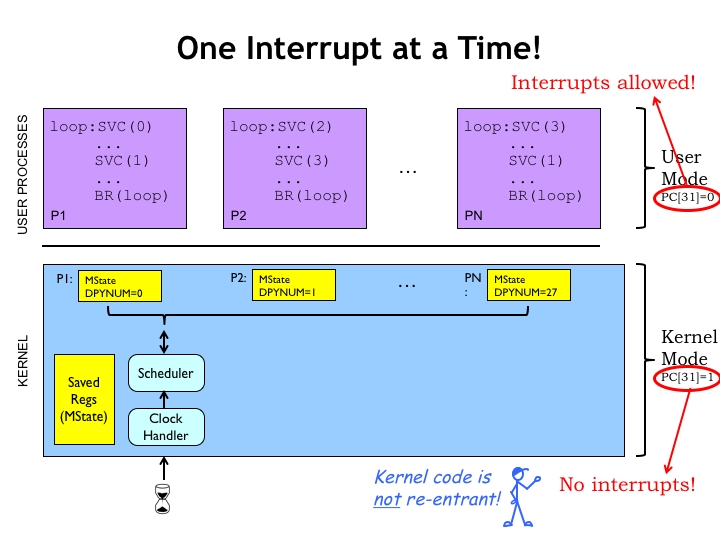 One Interrupt at a Time!
Interrupts allowed!
USER PROCESSES
loop:SVC(0)
...
SVC(1)
...
BR(loop)
P1
loop:SVC(2)
...
SVC(3)
...
BR(loop)
P2
...
loop:SVC(3)
...
SVC(1)
...
BR(loop)
PN
User
Mode
PC[31]=0
KERNEL
P1:
MState
DPYNUM=0
P2:
MState
DPYNUM=1
...
PN
:
MState
DPYNUM=27
Saved
Regs
(MState)
Scheduler
Clock
Handler
Kernel
Mode
PC[31]=1
Kernel code is
not re-entrant!
No interrupts!